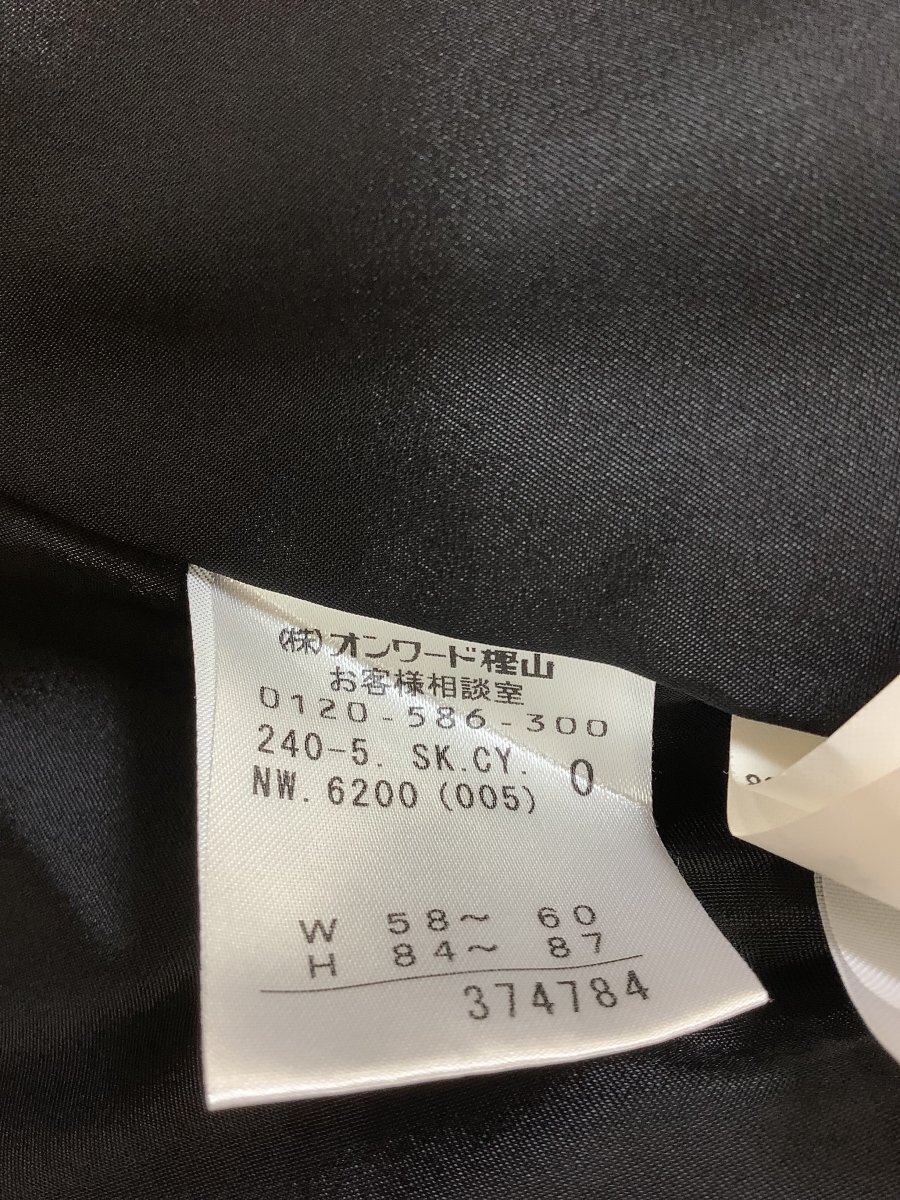 (株)オンワード樫山
お客様相談室
0120-586-300
240-5. SK.CY. 0
NW. 6200 (005)
W 58〜 60
H 84〜 87
374784